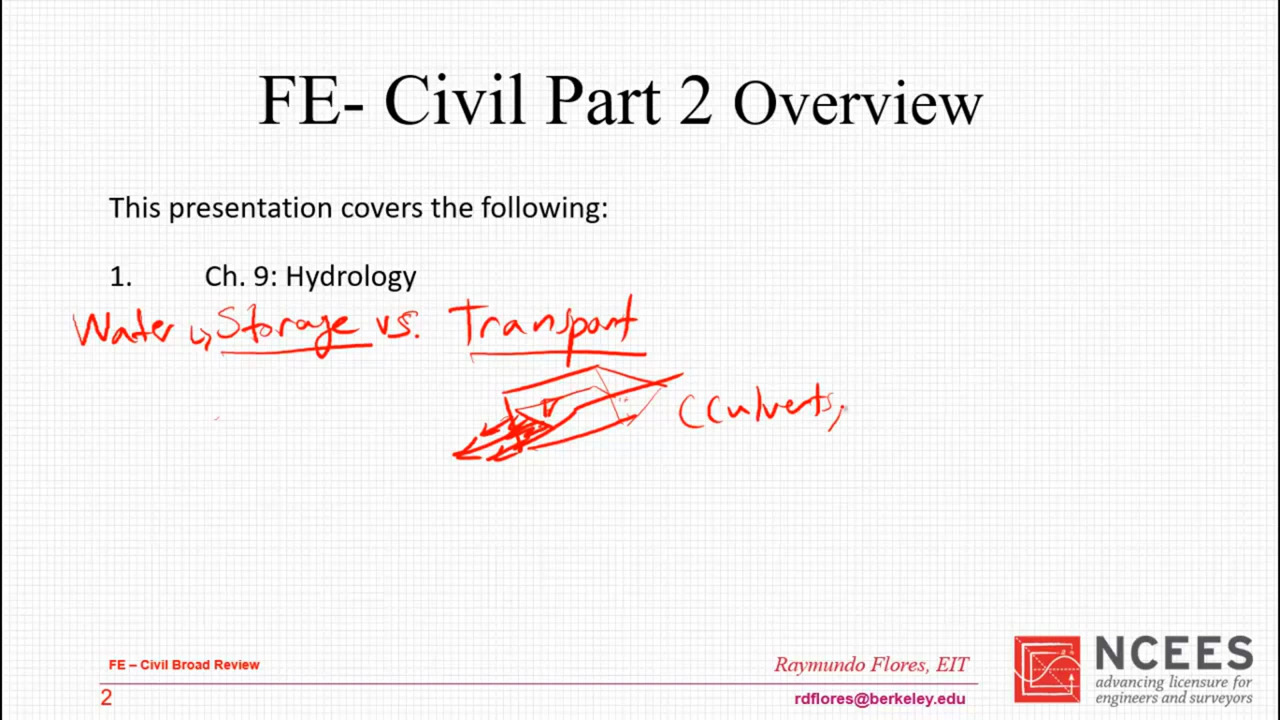 FE- Civil Part 2 Overview
This presentation covers the following:
1. Ch. 9: Hydrology
Water ↳ Storage vs. Transport
(Culverts,
FE – Civil Broad Review
Raymundo Flores, EIT
2
rdflores@berkeley.edu
NCEES
advancing licensure for
engineers and surveyors